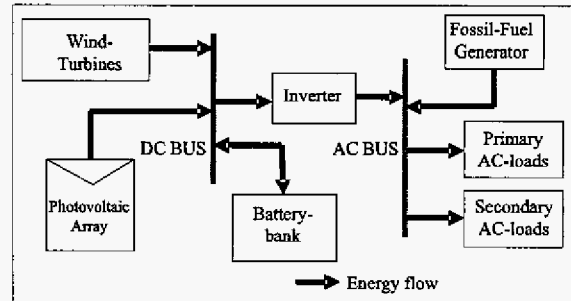 Wind-
Turbines
Fossil-Fuel
Generator
Inverter
DC BUS
AC BUS
Primary
AC-loads
Photovoltaic
Array
Battery-
bank
Secondary
AC-loads
Energy flow